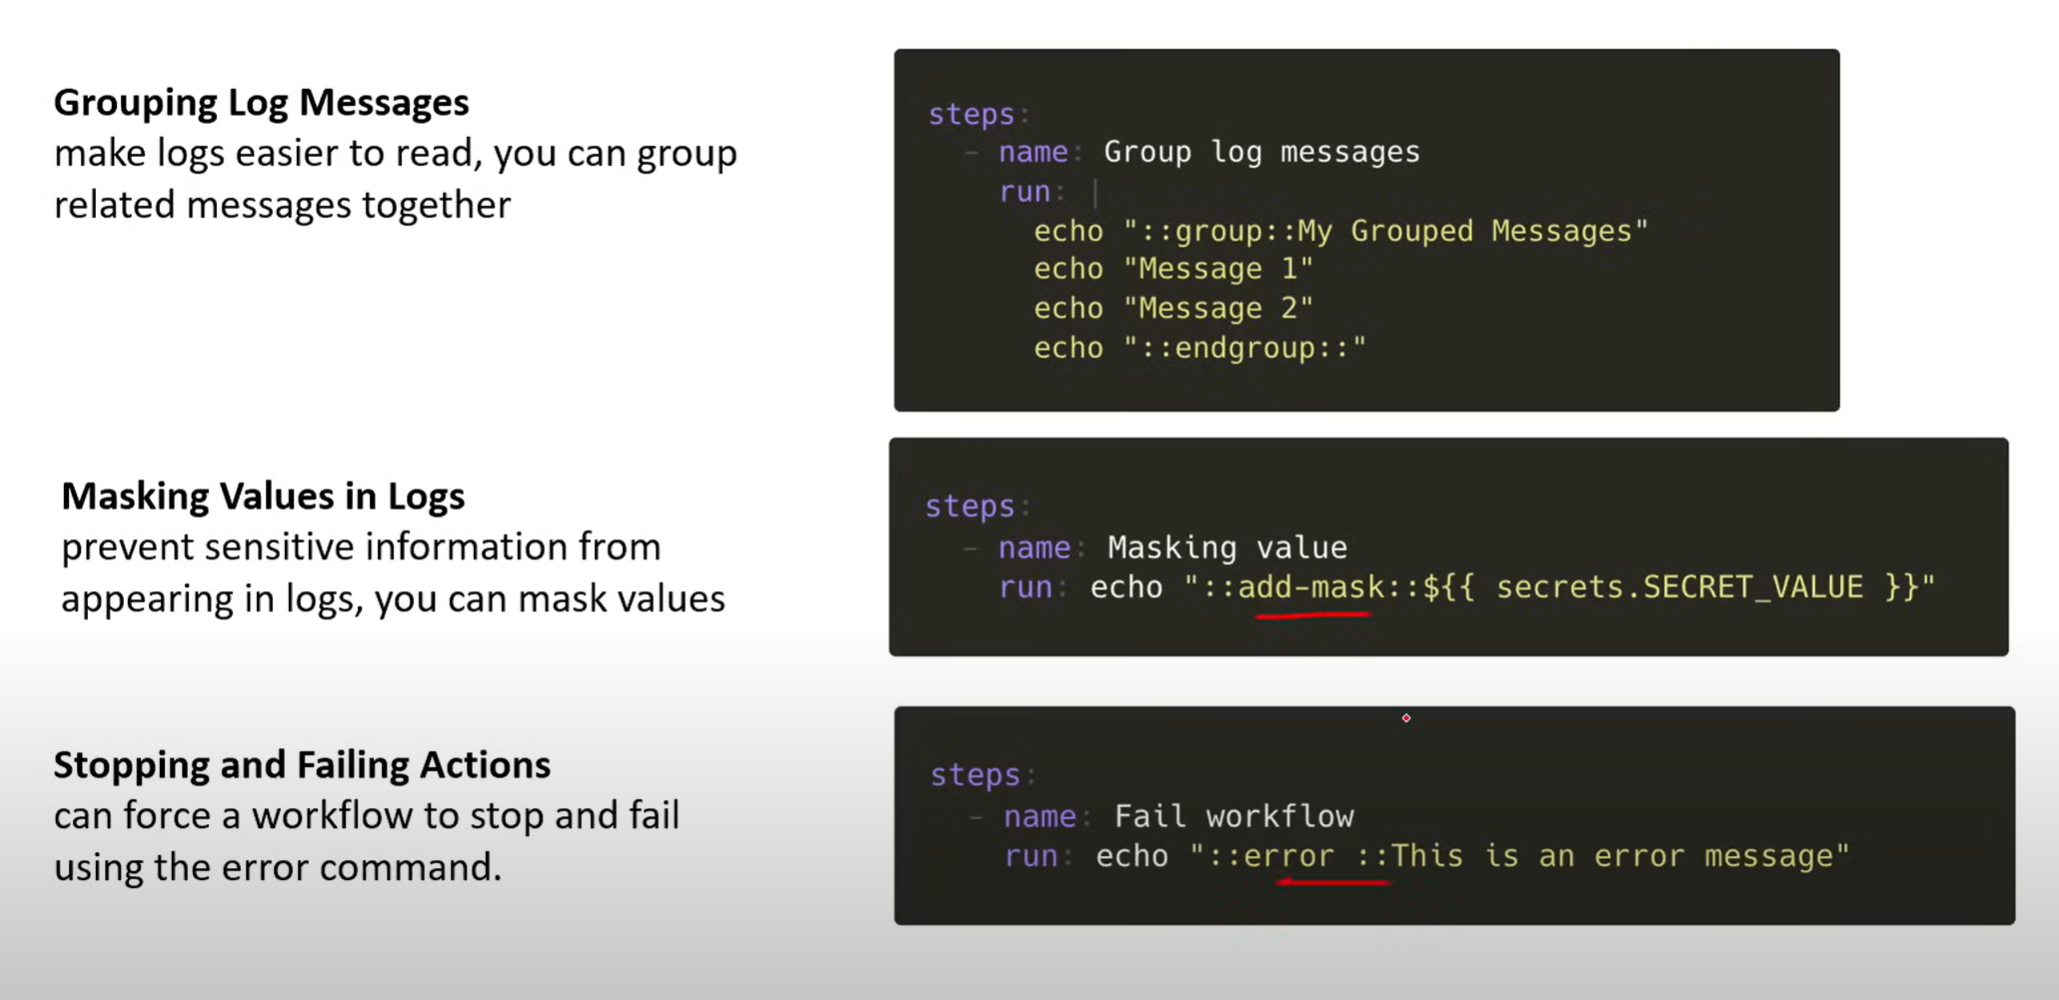 Grouping Log Messages
make logs easier to read, you can group
related messages together
steps:
- name: Group log messages
run: |
echo "::group::My Grouped Messages"
echo "Message 1"
echo "Message 2"
echo "::endgroup::"
Masking Values in Logs
prevent sensitive information from
appearing in logs, you can mask values
steps:
- name: Masking value
run: echo "::add-mask::${{ secrets.SECRET_VALUE }}"
Stopping and Failing Actions
can force a workflow to stop and fail
using the error command.
steps:
- name: Fail workflow
run: echo "::error ::This is an error message"